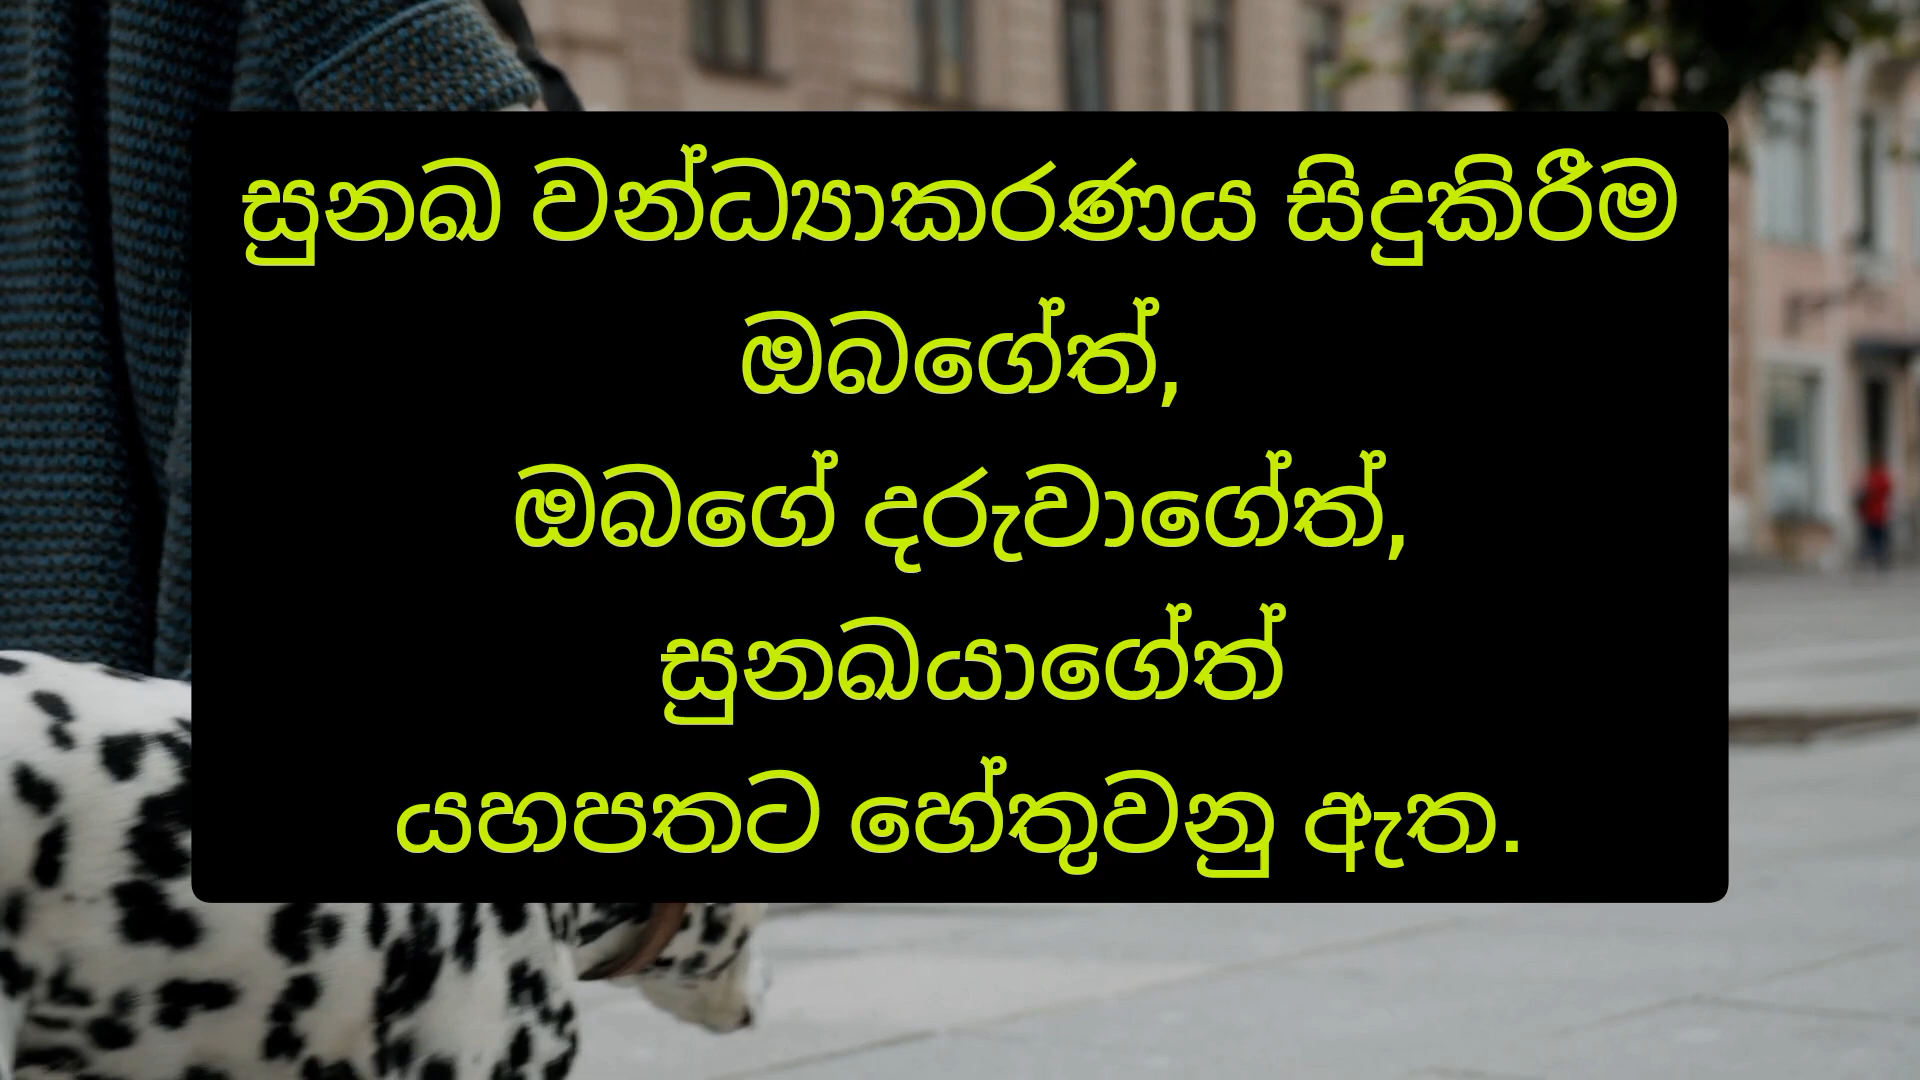 සුනඛ වන්ධ්‍යාකරණය සිදුකිරීම
ඔබගේත්,
ඔබගේ දරුවාගේත්,
සුනඛයාගේත්
යහපතට හේතුවනු ඇත.